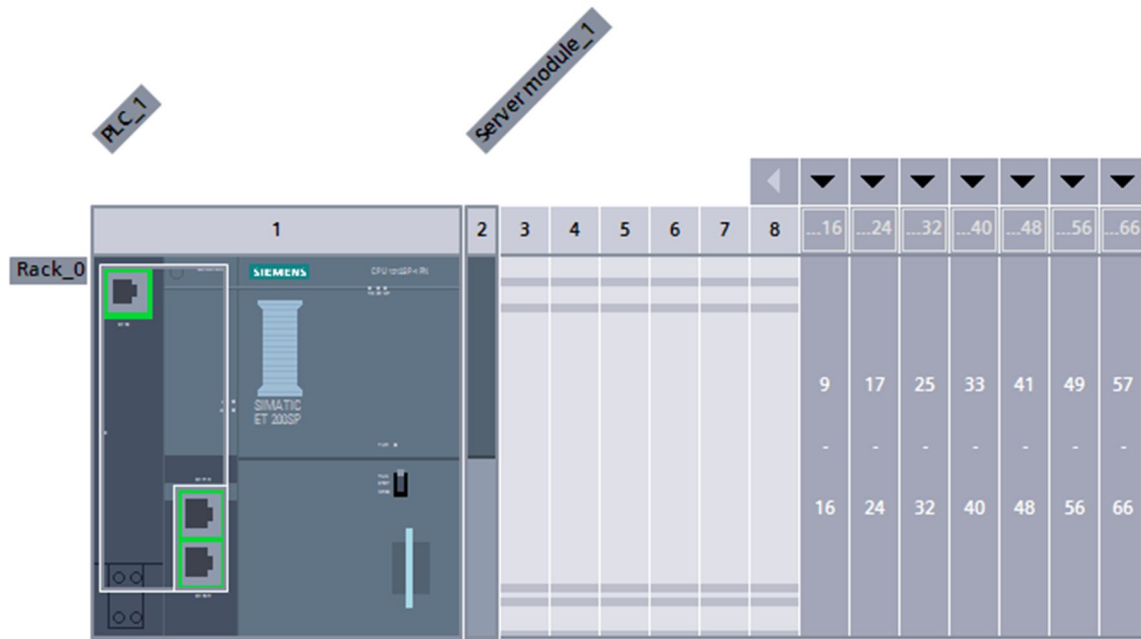 PLC_1
Server module_1
1 2 3 4 5 6 7 8 ...16 ...24 ...32 ...40 ...48 ...56 ...66
Rack_0
SIEMENS
SIMATIC
ET 200SP
9 17 25 33 41 49 57
- - - - - - -
16 24 32 40 48 56 66